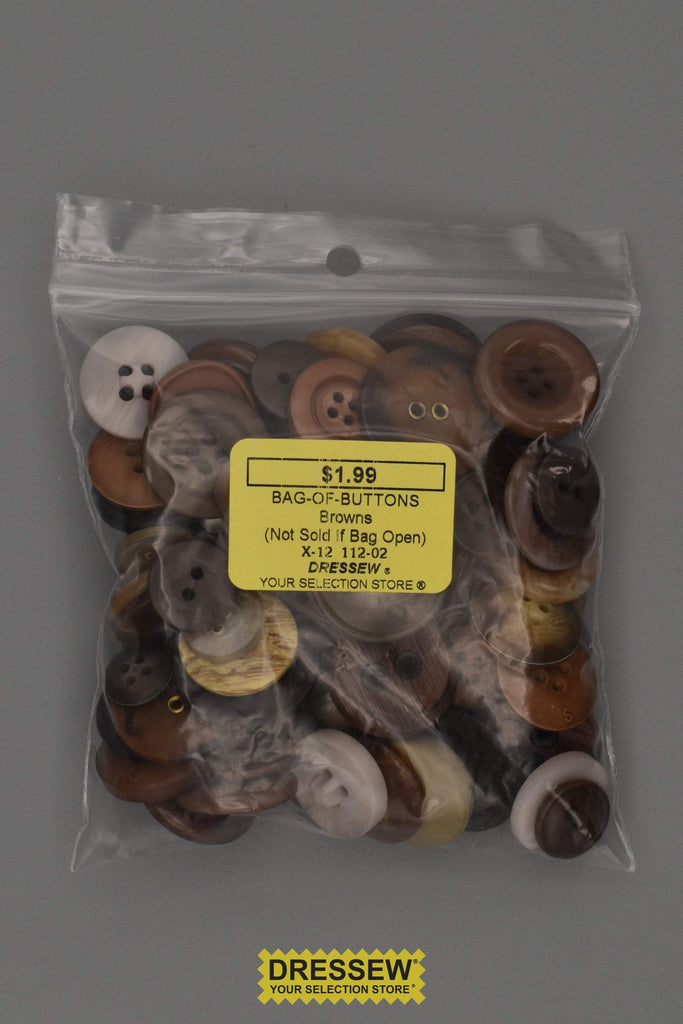 $1.99
BAG-OF-BUTTONS
Browns
(Not Sold If Bag Open)
X-12 112-02
DRESSEW ®
YOUR SELECTION STORE ®
S
DRESSEW®
YOUR SELECTION STORE®